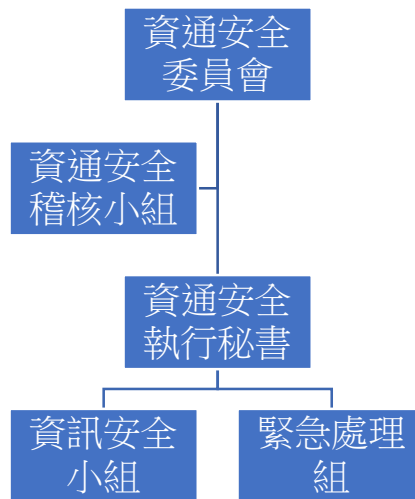 資通安全
委員會
資通安全
稽核小組
資通安全
執行秘書
資訊安全
小組
緊急處理
組